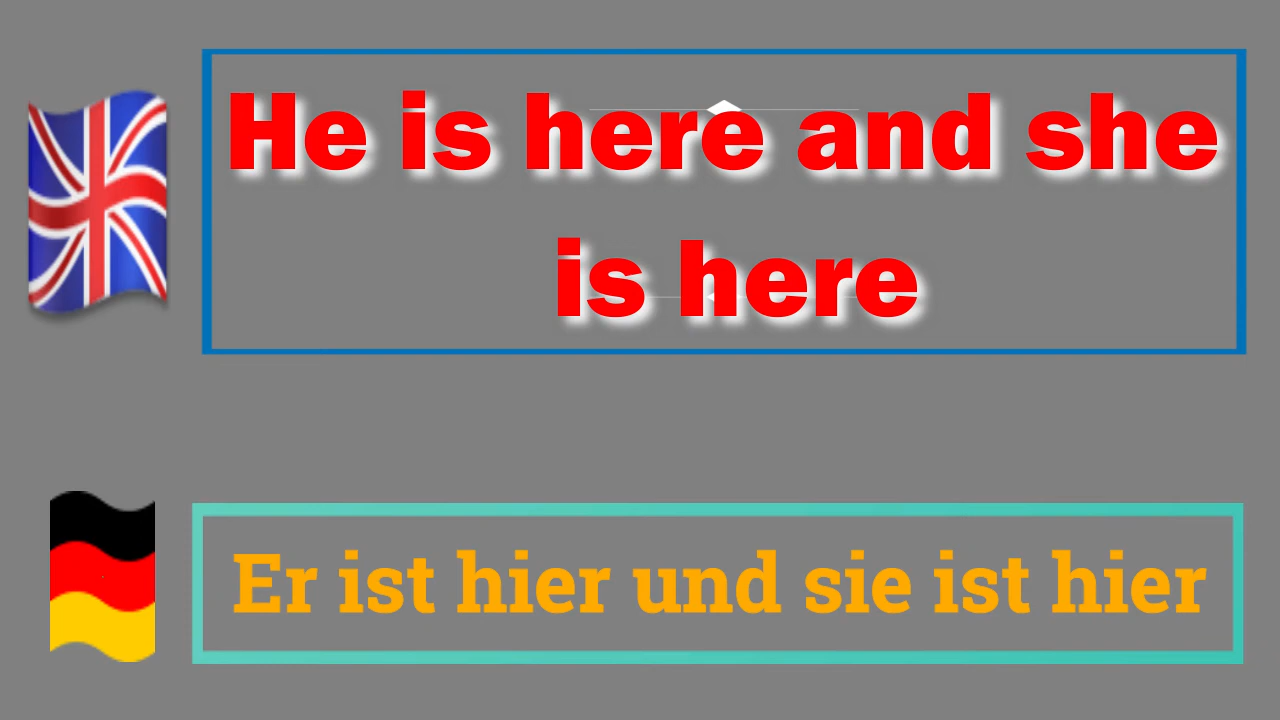 He is here and she
is here
Er ist hier und sie ist hier